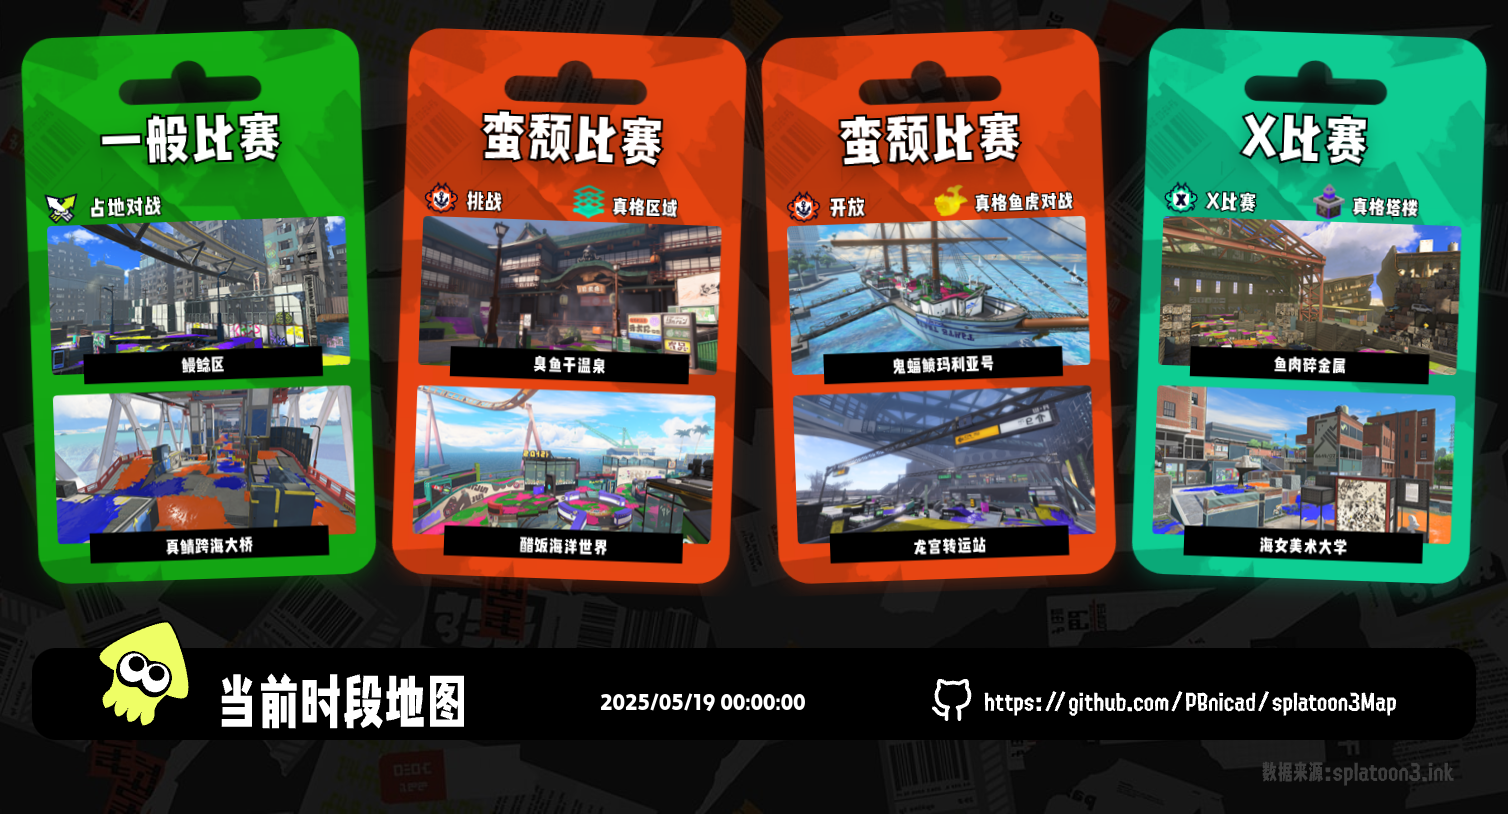 一般比赛
占地对战
鳗鲶区
真鲭跨海大桥
蛮颓比赛
挑战
真格区域
臭鱼干温泉
醋饭海洋世界
蛮颓比赛
开放
真格鱼虎对战
鬼蝠鲼玛利亚号
龙宫转运站
X比赛
X比赛
真格塔楼
鱼肉碎金属
海女美术大学
当前时段地图
2025/05/19 00:00:00
https://github.com/PBnicad/splatoon3Map
数据来源:splatoon3.ink